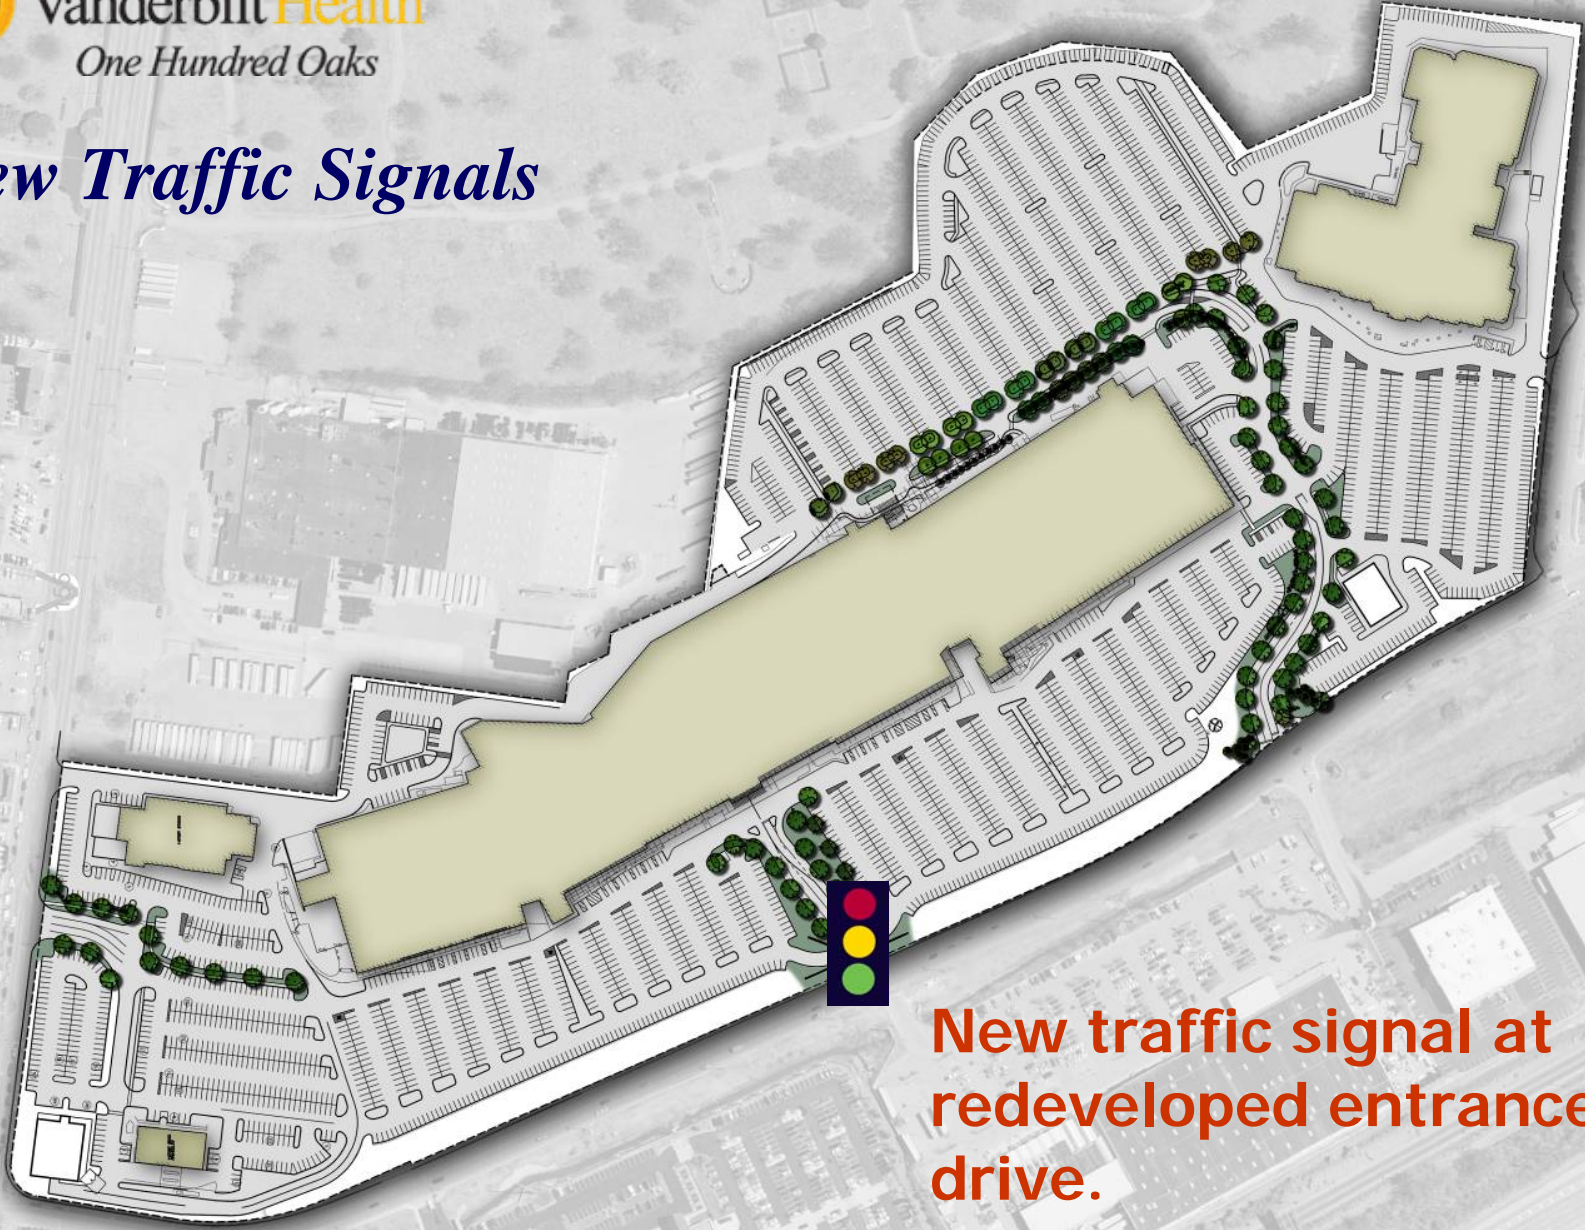 Vanderbilt Health
One Hundred Oaks
ew Traffic Signals
New traffic signal at
redeveloped entrance
drive.